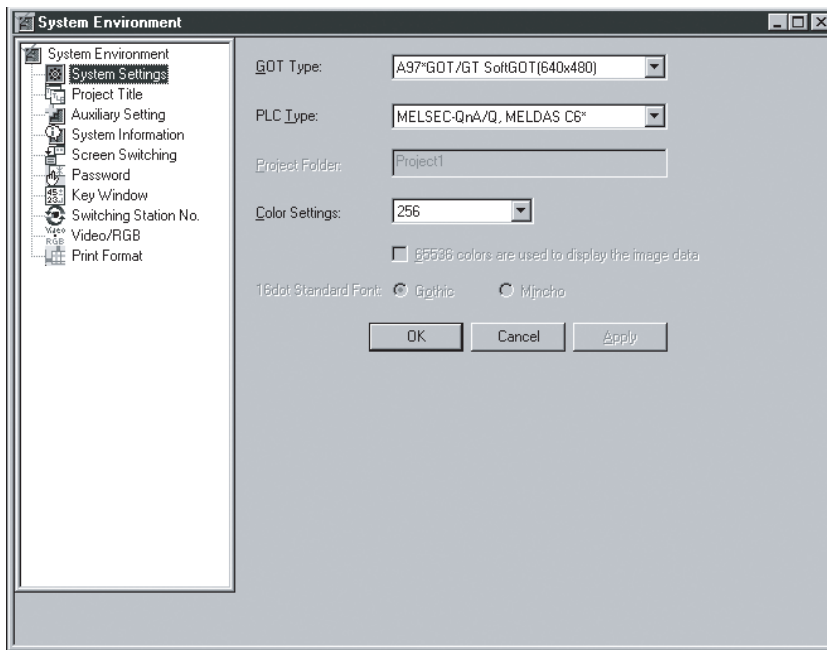 System Environment
System Environment
System Settings
Project Title
Auxiliary Setting
System Information
Screen Switching
Password
Key Window
Switching Station No.
Video/RGB
Print Format
GOT Type: A97*GOT/GT SoftGOT(640x480)
PLC Type: MELSEC-QnA/Q, MELDAS C6*
Project Folder: Project1
Color Settings: 256
65536 colors are used to display the image data
16dot Standard Font: Gothic Mincho
OK Cancel Apply